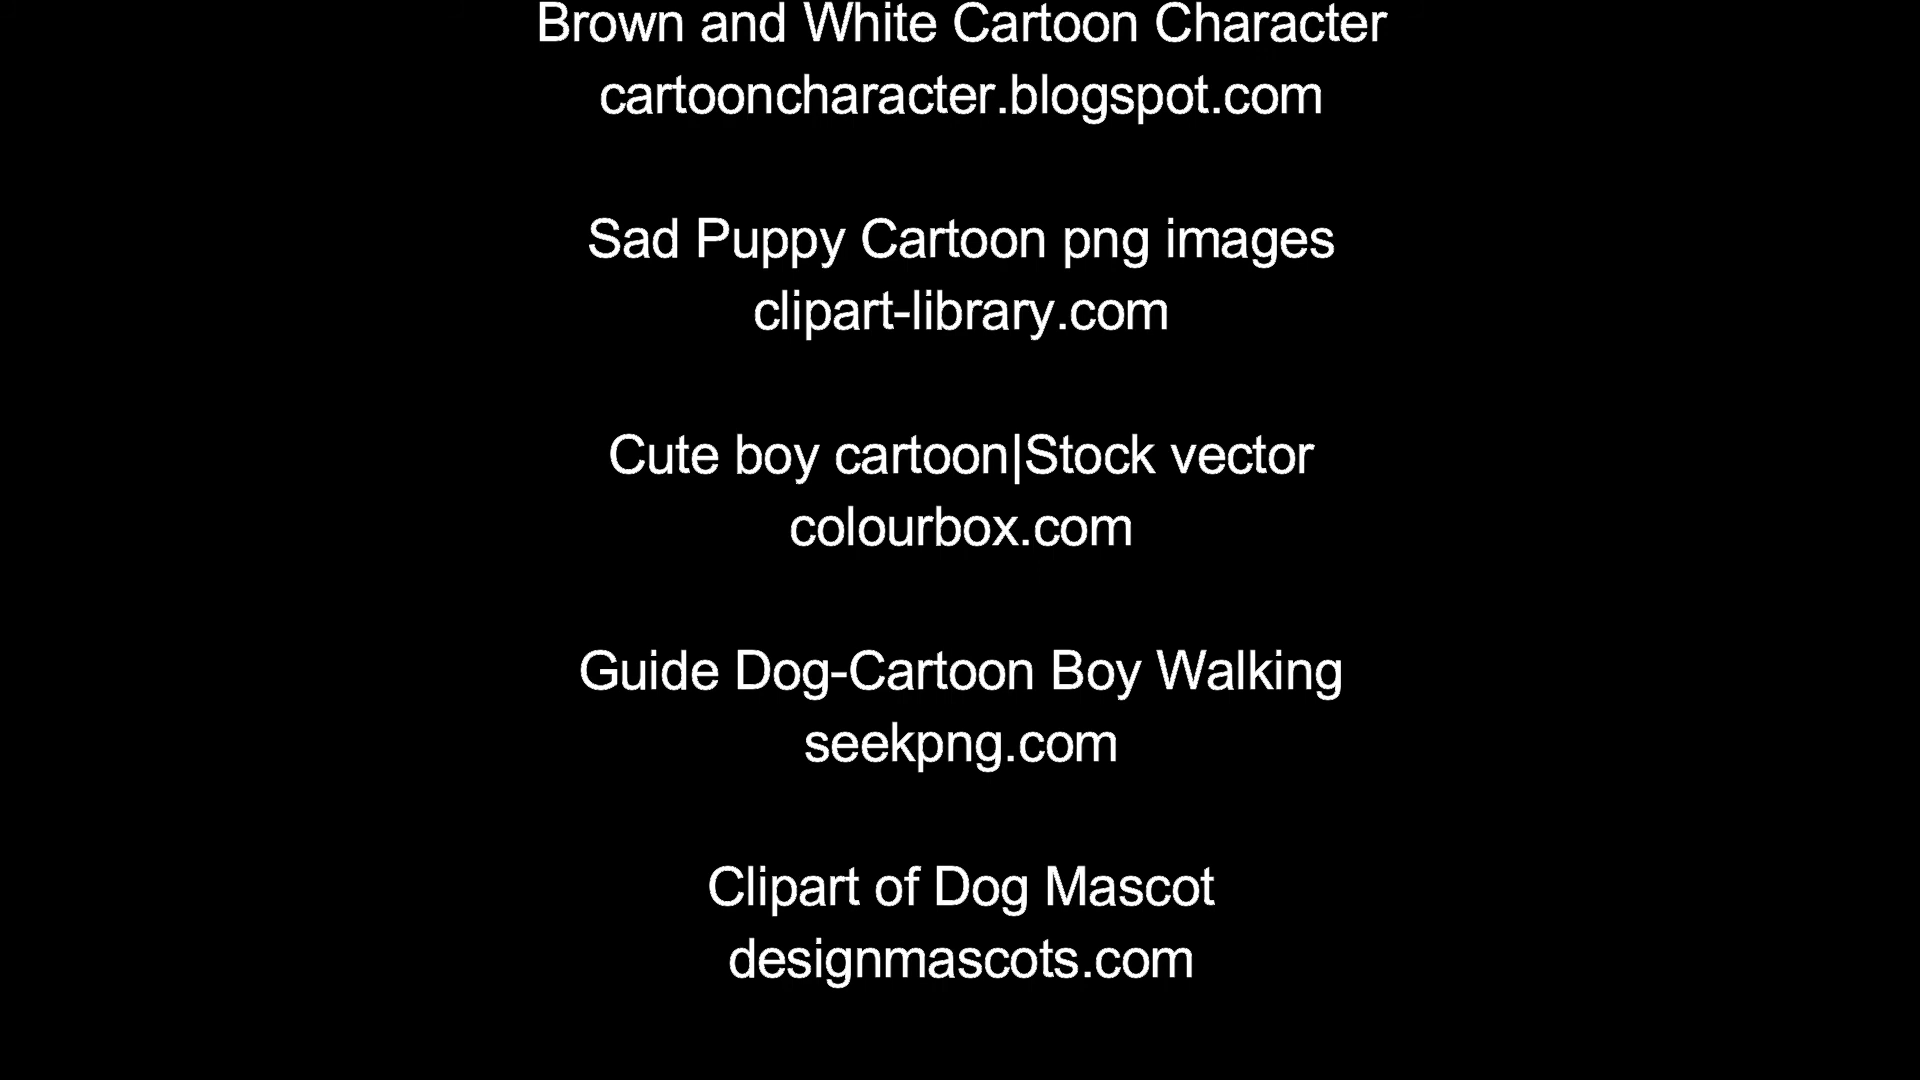 Brown and White Cartoon Character
cartooncharacter.blogspot.com
Sad Puppy Cartoon png images
clipart-library.com
Cute boy cartoon|Stock vector
colourbox.com
Guide Dog-Cartoon Boy Walking
seekpng.com
Clipart of Dog Mascot
designmascots.com